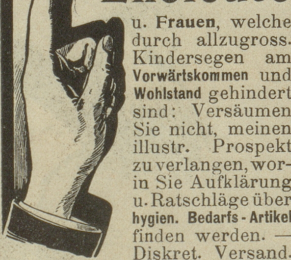 u. Frauen, welche
durch allzugross.
Kindersegen am
Vorwärtskommen und
Wohlstand gehindert
sind: Versäumen
Sie nicht, meinen
illustr. Prospekt
zu verlangen, wor-
in Sie Aufklärung
u. Ratschläge über
hygien. Bedarfs-Artikel
finden werden. —
Diskret. Versand.